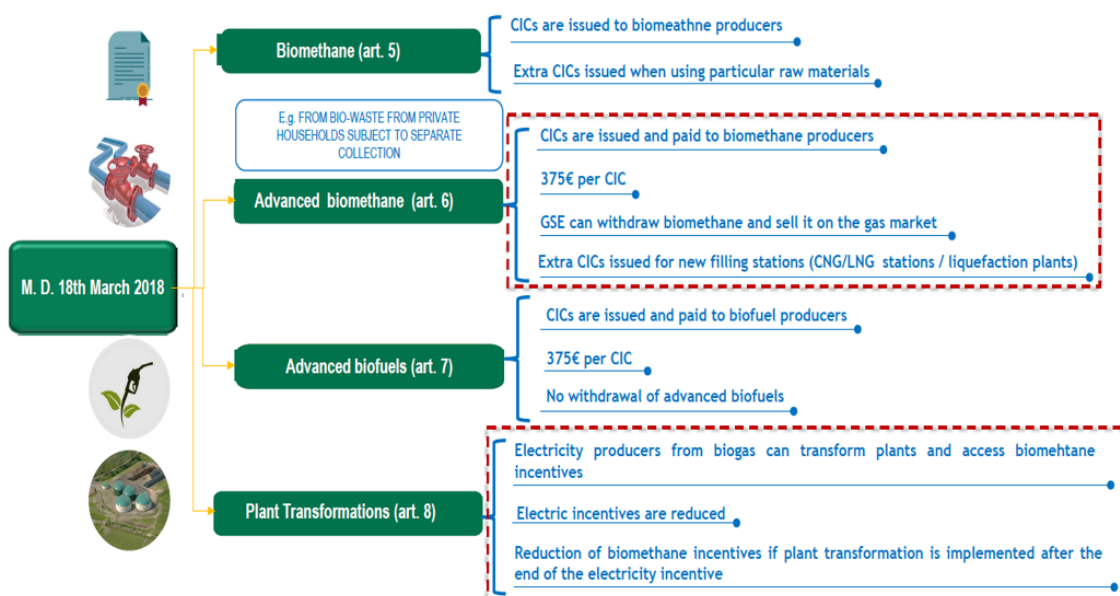 M. D. 18th March 2018
Biomethane (art. 5)
CICs are issued to biomeathne producers
Extra CICs issued when using particular raw materials
E.g. FROM BIO-WASTE FROM PRIVATE
HOUSEHOLDS SUBJECT TO SEPARATE
COLLECTION
Advanced biomethane (art. 6)
CICs are issued and paid to biomethane producers
375€ per CIC
GSE can withdraw biomethane and sell it on the gas market
Extra CICs issued for new filling stations (CNG/LNG stations / liquefaction plants)
Advanced biofuels (art. 7)
CICs are issued and paid to biofuel producers
375€ per CIC
No withdrawal of advanced biofuels
Plant Transformations (art. 8)
Electricity producers from biogas can transform plants and access biomehtane
incentives
Electric incentives are reduced
Reduction of biomethane incentives if plant transformation is implemented after the
end of the electricity incentive